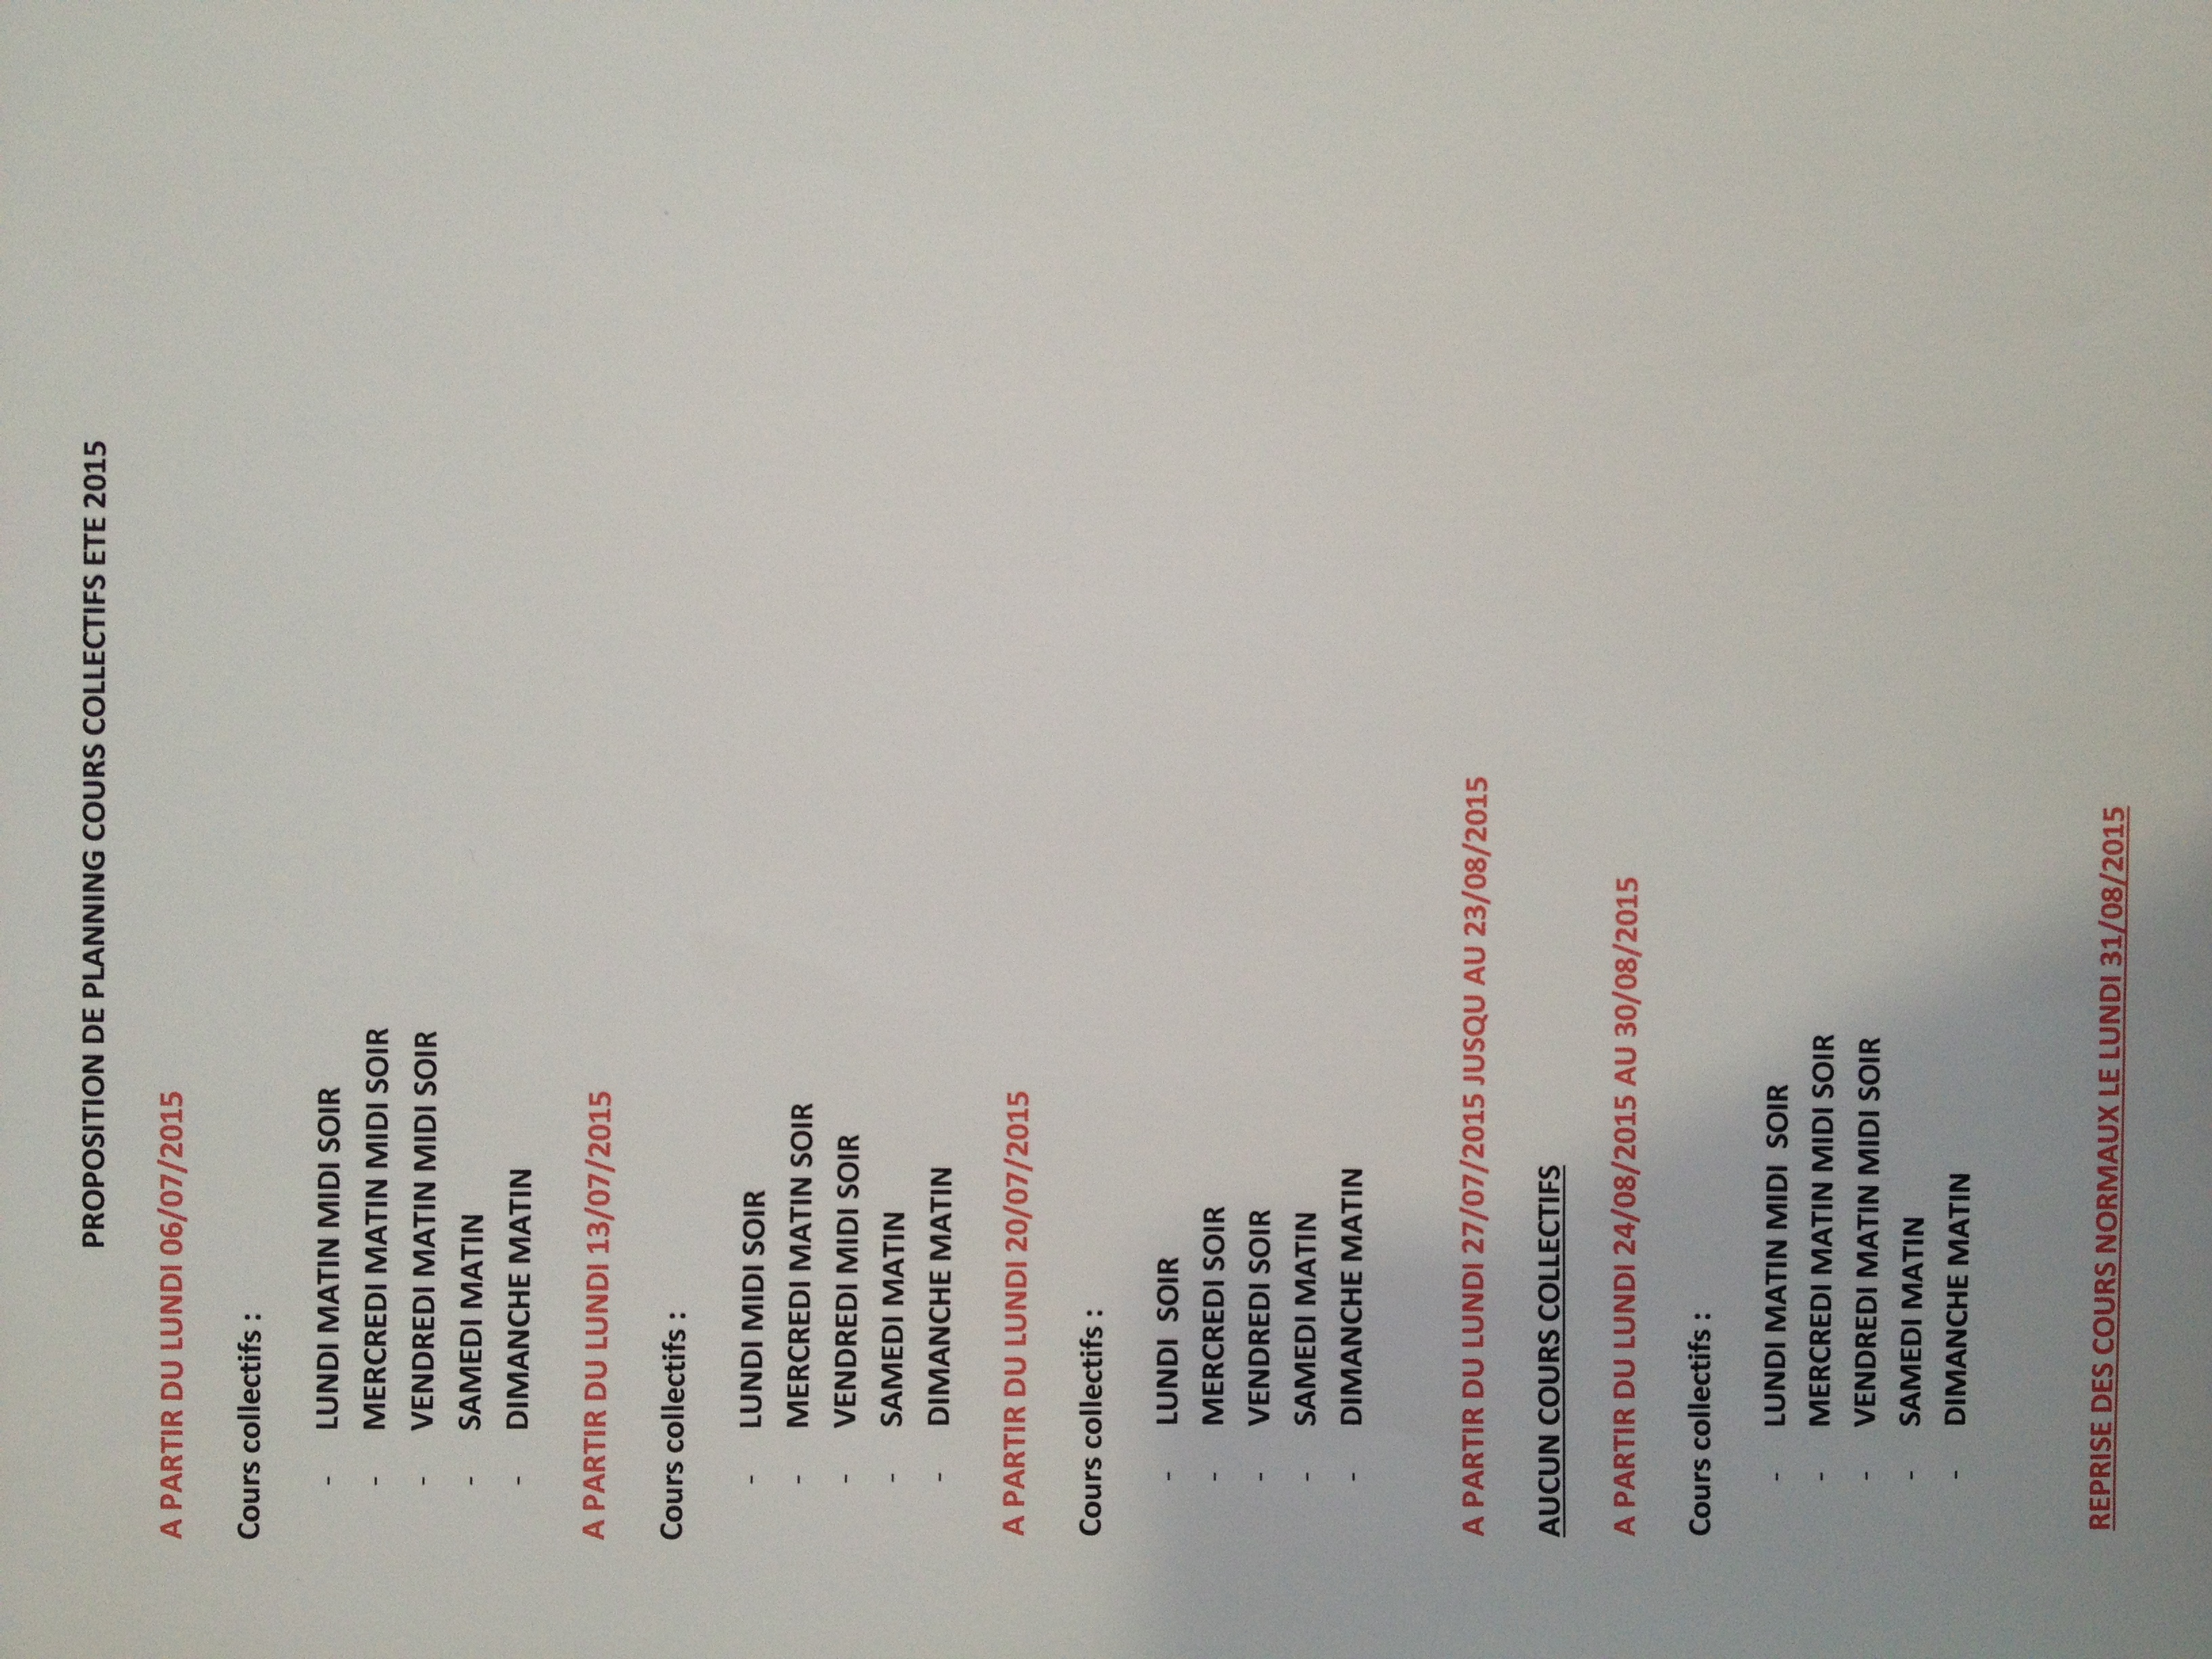 PROPOSITION DE PLANNING COURS COLLECTIFS ETE 2015
A PARTIR DU LUNDI 06/07/2015
Cours collectifs :
- LUNDI MATIN MIDI SOIR
- MERCREDI MATIN MIDI SOIR
- VENDREDI MATIN MIDI SOIR
- SAMEDI MATIN
- DIMANCHE MATIN
A PARTIR DU LUNDI 13/07/2015
Cours collectifs :
- LUNDI MIDI SOIR
- MERCREDI MATIN SOIR
- VENDREDI MIDI SOIR
- SAMEDI MATIN
- DIMANCHE MATIN
A PARTIR DU LUNDI 20/07/2015
Cours collectifs :
- LUNDI  SOIR
- MERCREDI SOIR
- VENDREDI SOIR
- SAMEDI MATIN
- DIMANCHE MATIN
A PARTIR DU LUNDI 27/07/2015 JUSQU AU 23/08/2015
AUCUN COURS COLLECTIFS
A PARTIR DU LUNDI 24/08/2015 AU 30/08/2015
Cours collectifs :
- LUNDI MATIN MIDI  SOIR
- MERCREDI MATIN MIDI SOIR
- VENDREDI MATIN MIDI SOIR
- SAMEDI MATIN
- DIMANCHE MATIN
REPRISE DES COURS NORMAUX LE LUNDI 31/08/2015